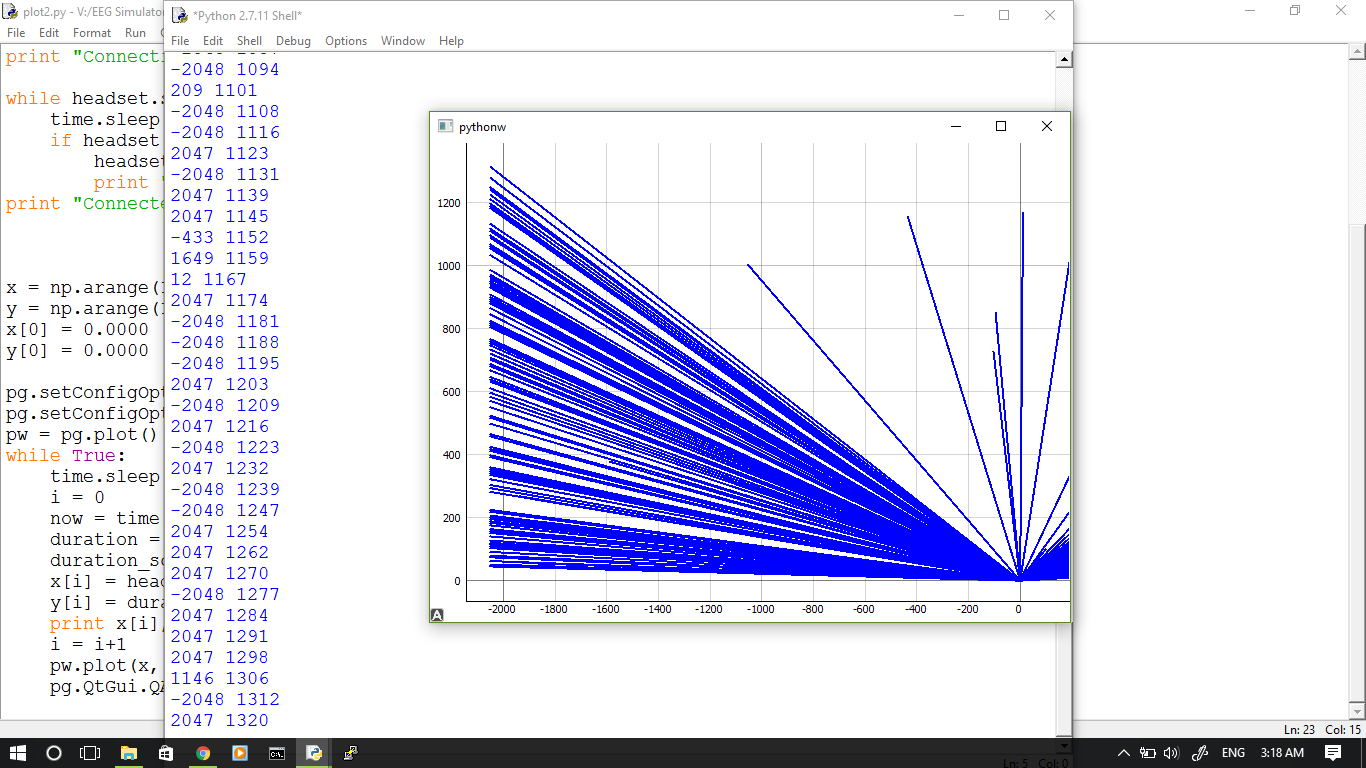 plot2.py - V:/EEG Simulator
File Edit Format Run
print "Connecti
while headset.s
time.sleep
if headset
headset
print "
print "Connecte
x = np.arange(
y = np.arange(
x[0] = 0.0000
y[0] = 0.0000
pg.setConfigOpt
pg.setConfigOpt
pw = pg.plot()
while True:
time.sleep
i = 0
now = time
duration =
duration_s
x[i] = head
y[i] = dura
print x[i],
i = i+1
pw.plot(x,
pg.QtGui.QA
*Python 2.7.11 Shell*
File Edit Shell Debug Options Window Help
-2048 1094
209 1101
-2048 1108
-2048 1116
2047 1123
-2048 1131
2047 1139
2047 1145
-433 1152
1649 1159
12 1167
2047 1174
-2048 1181
-2048 1188
-2048 1195
2047 1203
-2048 1209
2047 1216
-2048 1223
2047 1232
-2048 1239
-2048 1247
2047 1254
2047 1262
2047 1270
-2048 1277
2047 1284
2047 1291
2047 1298
1146 1306
-2048 1312
2047 1320
pythonw
1200
1000
800
600
400
200
0
-2000 -1800 -1600 -1400 -1200 -1000 -800 -600 -400 -200 0
A
Ln: 23 Col: 15
Ln: 5 Col: 0
ENG 3:18 AM